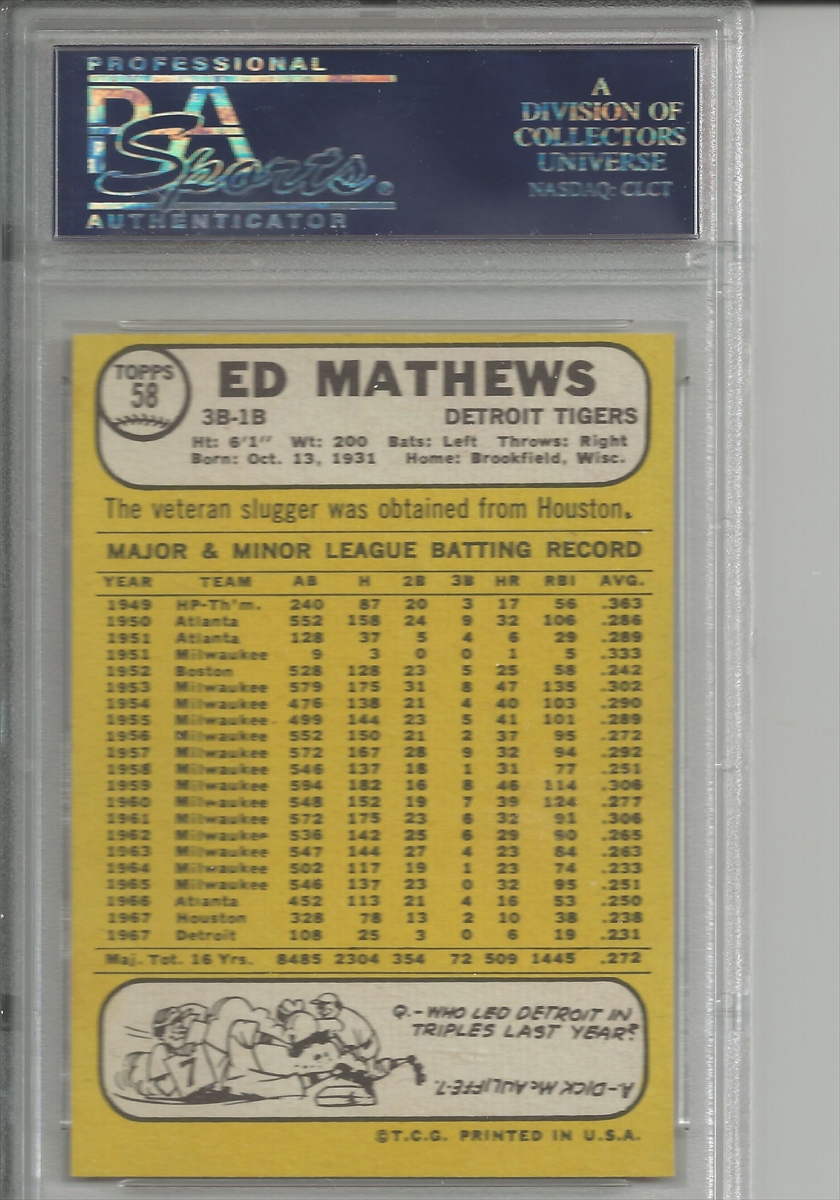 PROFESSIONAL
PSA
Sports®
AUTHENTICATOR
A
DIVISION OF
COLLECTORS
UNIVERSE
NASDAQ: CLCT
TOPPS
58
ED MATHEWS
3B-1B DETROIT TIGERS
Ht: 6'1" Wt: 200 Bats: Left Throws: Right
Born: Oct. 13, 1931 Home: Brookfield, Wisc.
The veteran slugger was obtained from Houston.
MAJOR & MINOR LEAGUE BATTING RECORD
YEAR TEAM AB H 2B 3B HR RBI AVG.
1949 HP-Th'm. 240 87 20 3 17 56 .363
1950 Atlanta 552 158 24 9 32 106 .286
1951 Atlanta 128 37 5 4 6 29 .289
1951 Milwaukee 9 3 0 0 1 5 .333
1952 Boston 528 128 23 5 25 58 .242
1953 Milwaukee 579 175 31 8 47 135 .302
1954 Milwaukee 476 138 21 4 40 103 .290
1955 Milwaukee 499 144 23 5 41 101 .289
1956 Milwaukee 552 150 21 2 37 95 .272
1957 Milwaukee 572 167 28 9 32 94 .292
1958 Milwaukee 546 137 18 1 31 77 .251
1959 Milwaukee 594 182 16 8 46 114 .306
1960 Milwaukee 548 152 19 7 39 124 .277
1961 Milwaukee 572 175 23 6 32 91 .306
1962 Milwaukee 536 142 25 6 29 90 .265
1963 Milwaukee 547 144 27 4 23 84 .263
1964 Milwaukee 502 117 19 1 23 74 .233
1965 Milwaukee 546 137 23 0 32 95 .251
1966 Atlanta 452 113 21 4 16 53 .250
1967 Houston 328 78 13 2 10 38 .238
1967 Detroit 108 25 3 0 6 19 .231
Maj. Tot. 16 Yrs. 8485 2304 354 72 509 1445 .272
Q.-WHO LED DETROIT IN
TRIPLES LAST YEAR?
7
A-DICK McAULIFFE-7.
©T.C.G. PRINTED IN U.S.A.